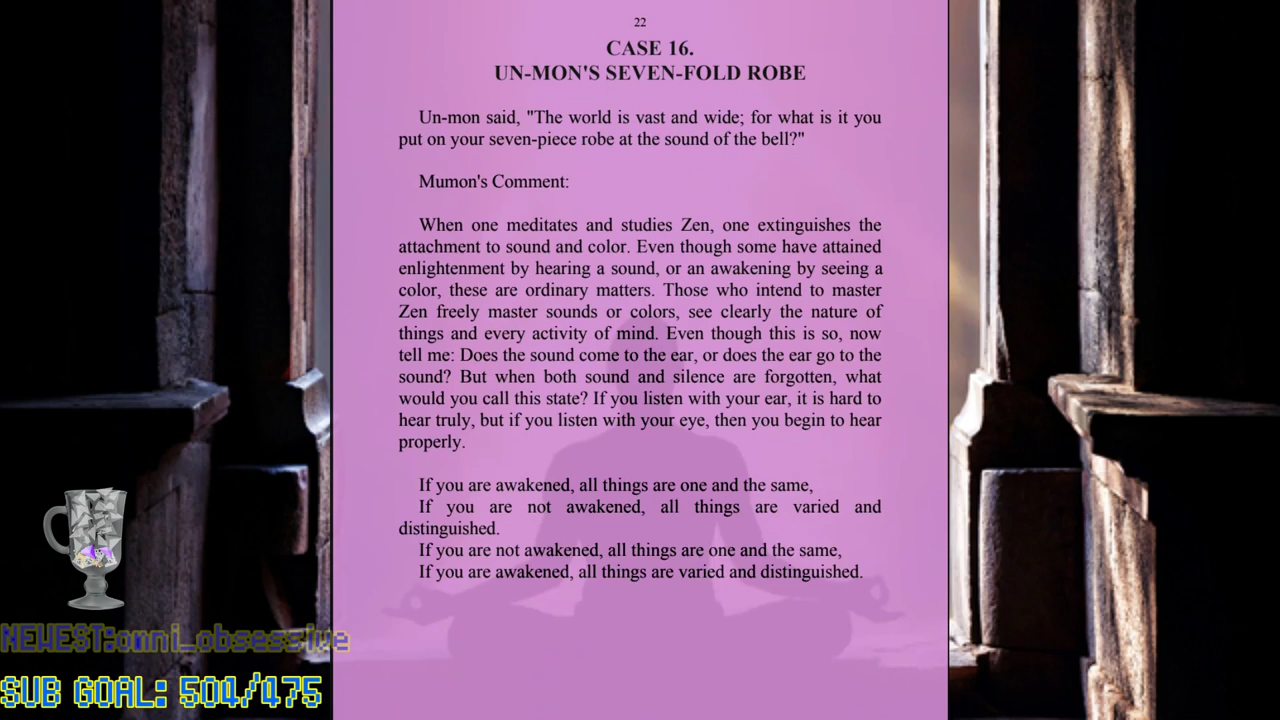 22
CASE 16.
UN-MON'S SEVEN-FOLD ROBE
Un-mon said, "The world is vast and wide; for what is it you
put on your seven-piece robe at the sound of the bell?"
Mumon's Comment:
When one meditates and studies Zen, one extinguishes the
attachment to sound and color. Even though some have attained
enlightenment by hearing a sound, or an awakening by seeing a
color, these are ordinary matters. Those who intend to master
Zen freely master sounds or colors, see clearly the nature of
things and every activity of mind. Even though this is so, now
tell me: Does the sound come to the ear, or does the ear go to the
sound? But when both sound and silence are forgotten, what
would you call this state? If you listen with your ear, it is hard to
hear truly, but if you listen with your eye, then you begin to hear
properly.
If you are awakened, all things are one and the same,
If you are not awakened, all things are varied and
distinguished.
If you are not awakened, all things are one and the same,
If you are awakened, all things are varied and distinguished.
NEWEST:omni_obsessive
SUB GOAL: 504/475